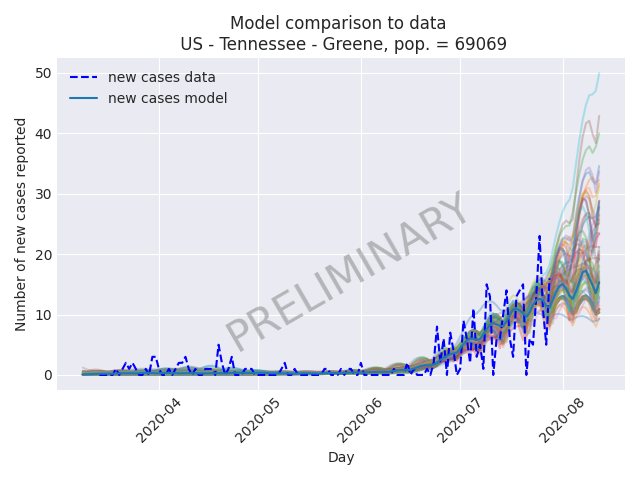 Model comparison to data
US - Tennessee - Greene, pop. = 69069
new cases data
new cases model
PRELIMINARY
Number of new cases reported
50
40
30
20
10
0
2020-04
2020-05
2020-06
2020-07
2020-08
Day